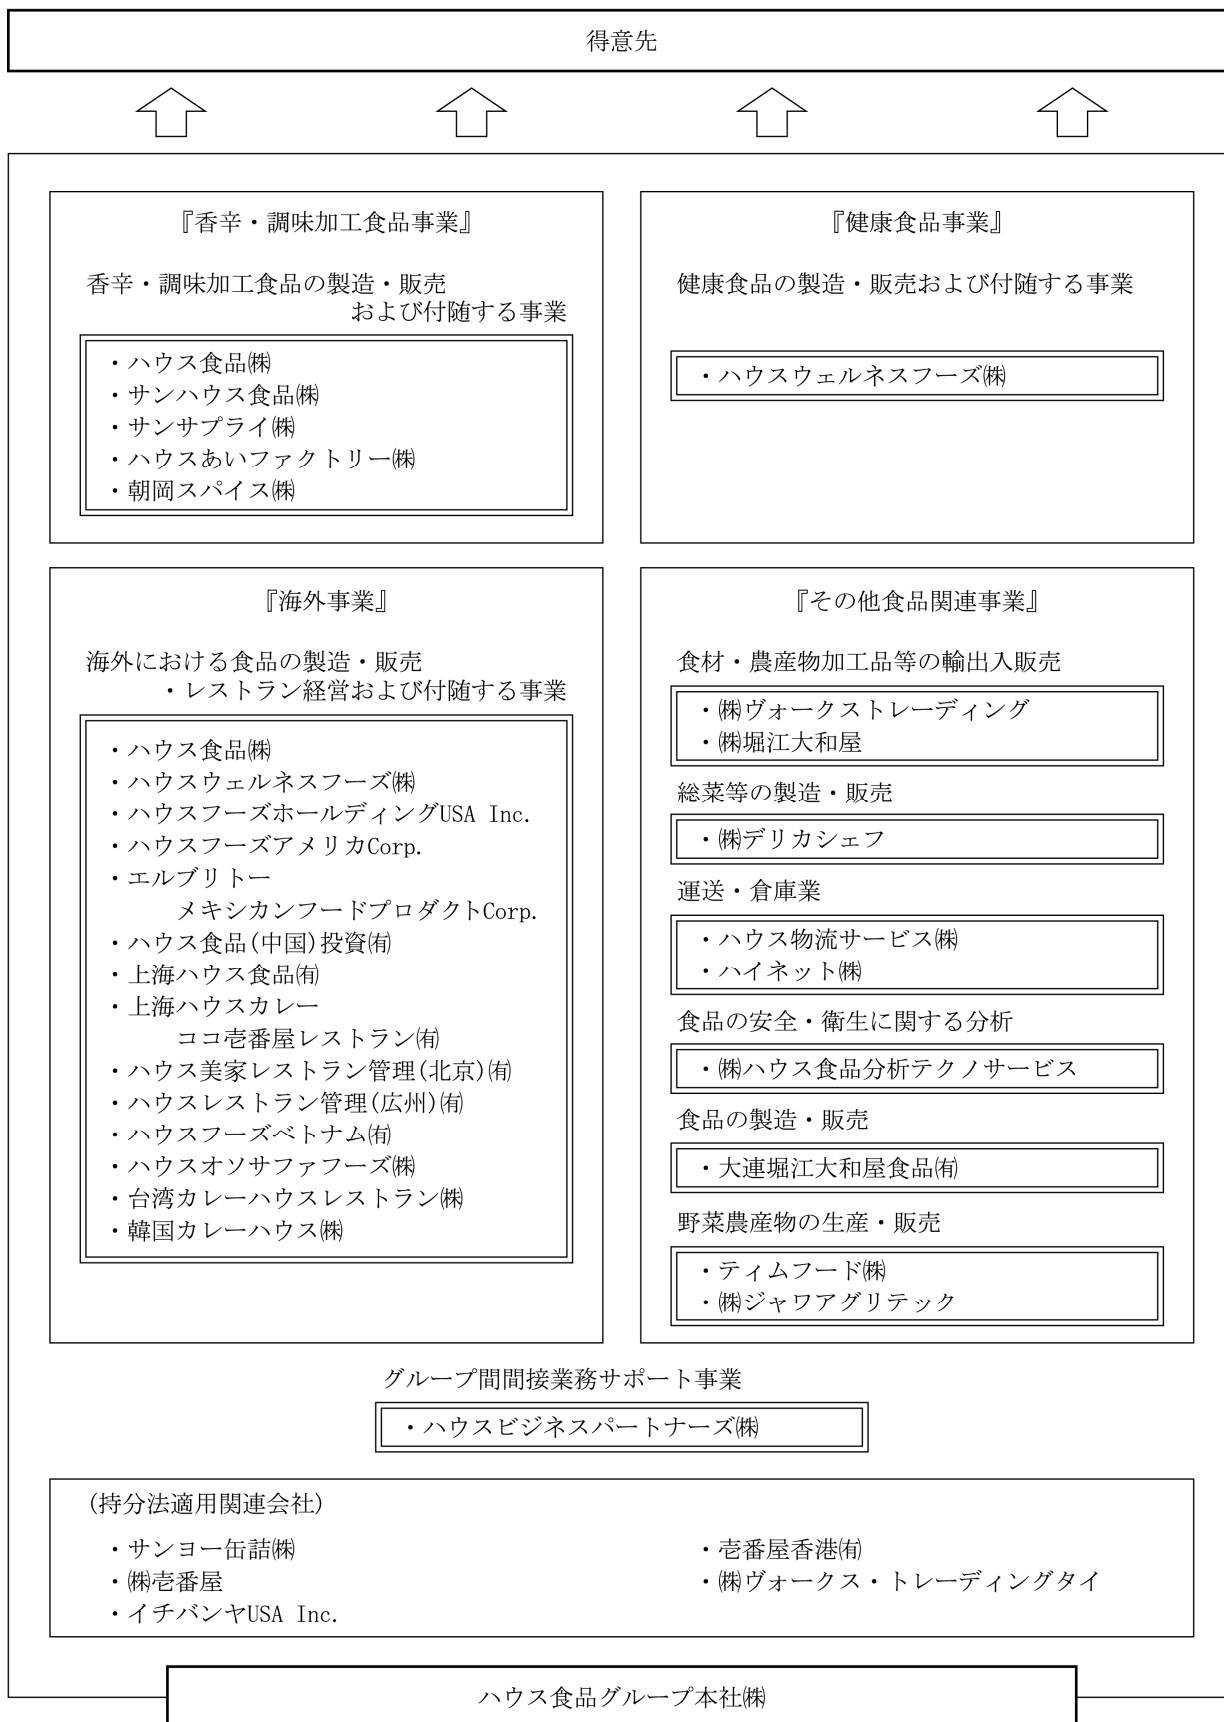 得意先
『香辛・調味加工食品事業』
香辛・調味加工食品の製造・販売
および付随する事業
・ハウス食品㈱
・サンハウス食品㈱
・サンサプライ㈱
・ハウスあいファクトリー㈱
・朝岡スパイス㈱
『健康食品事業』
健康食品の製造・販売および付随する事業
・ハウスウェルネスフーズ㈱
『海外事業』
海外における食品の製造・販売
・レストラン経営および付随する事業
・ハウス食品㈱
・ハウスウェルネスフーズ㈱
・ハウスフーズホールディングUSA Inc.
・ハウスフーズアメリカCorp.
・エルブリトー
メキシカンフードプロダクトCorp.
・ハウス食品(中国)投資㈲
・上海ハウス食品㈲
・上海ハウスカレー
ココ壱番屋レストラン㈲
・ハウス美家レストラン管理(北京)㈲
・ハウスレストラン管理(広州)㈲
・ハウスフーズベトナム㈲
・ハウスオソサファフーズ㈱
・台湾カレーハウスレストラン㈱
・韓国カレーハウス㈱
『その他食品関連事業』
食材・農産物加工品等の輸出入販売
・㈱ヴォークストレーディング
・㈱堀江大和屋
総菜等の製造・販売
・㈱デリカシェフ
運送・倉庫業
・ハウス物流サービス㈱
・ハイネット㈱
食品の安全・衛生に関する分析
・㈱ハウス食品分析テクノサービス
食品の製造・販売
・大連堀江大和屋食品㈲
野菜農産物の生産・販売
・ティムフード㈱
・㈱ジャワアグリテック
グループ間間接業務サポート事業
・ハウスビジネスパートナーズ㈱
(持分法適用関連会社)
・サンヨー缶詰㈱
・㈱壱番屋
・イチバンヤUSA Inc.
・壱番屋香港㈲
・㈱ヴォークス・トレーディングタイ
ハウス食品グループ本社㈱